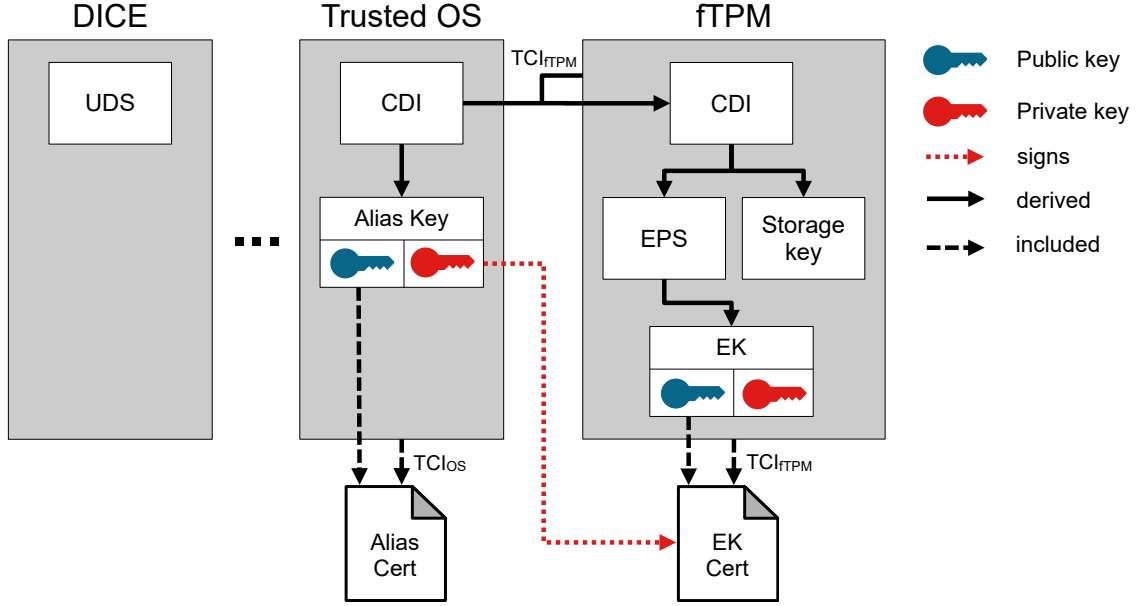 DICE
Trusted OS
fTPM
UDS
CDI
TCIfTPM
CDI
Public key
Private key
signs
derived
included
Alias Key
EPS
Storage
key
EK
TCIOS
TCIfTPM
Alias
Cert
EK
Cert